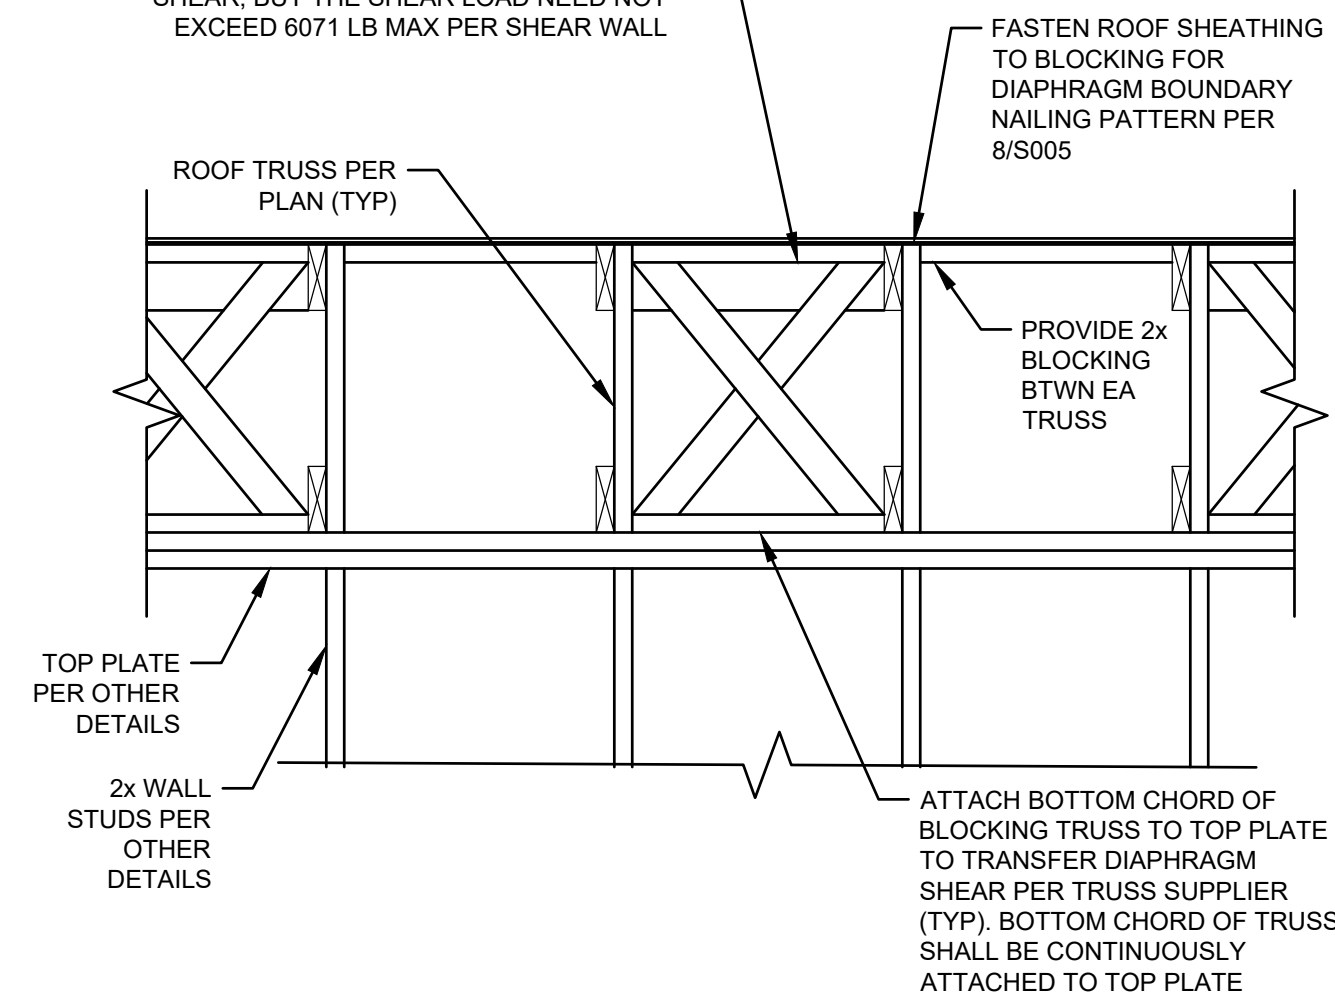 SHEAR, BUT THE SHEAR LOAD NEED NOT
EXCEED 6071 LB MAX PER SHEAR WALL
FASTEN ROOF SHEATHING
TO BLOCKING FOR
DIAPHRAGM BOUNDARY
NAILING PATTERN PER
8/S005
ROOF TRUSS PER
PLAN (TYP)
PROVIDE 2x
BLOCKING
BTWN EA
TRUSS
TOP PLATE
PER OTHER
DETAILS
2x WALL
STUDS PER
OTHER
DETAILS
ATTACH BOTTOM CHORD OF
BLOCKING TRUSS TO TOP PLATE
TO TRANSFER DIAPHRAGM
SHEAR PER TRUSS SUPPLIER
(TYP). BOTTOM CHORD OF TRUSS
SHALL BE CONTINUOUSLY
ATTACHED TO TOP PLATE